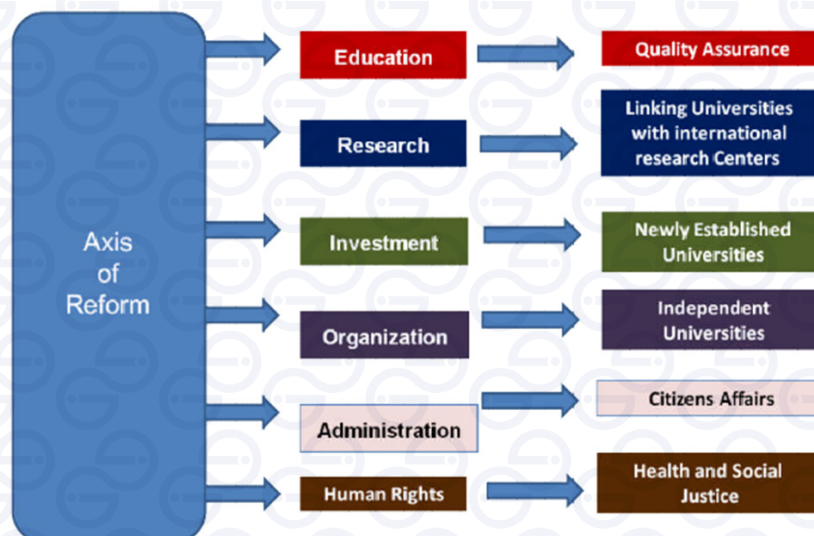 Axis
of
Reform
Education
Quality Assurance
Research
Linking Universities
with international
research Centers
Investment
Newly Established
Universities
Organization
Independent
Universities
Administration
Citizens Affairs
Human Rights
Health and Social
Justice